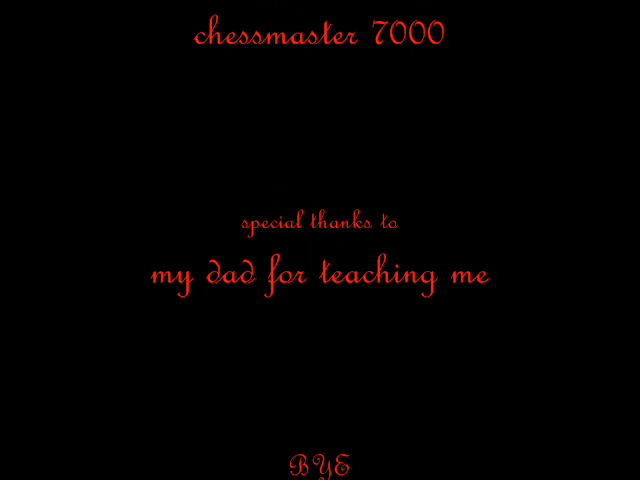 chessmaster 7000
special thanks to
my dad for teaching me
BYE